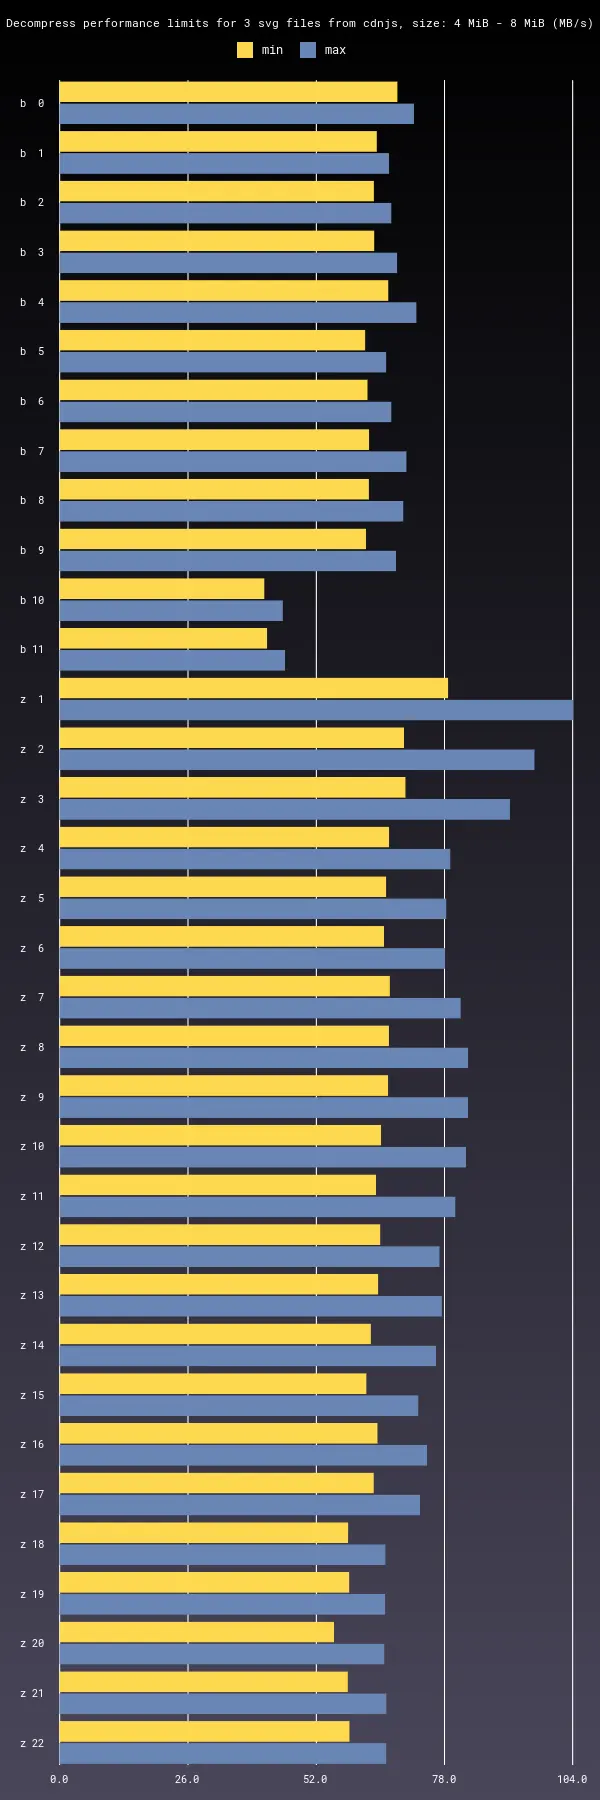 Decompress performance limits for 3 svg files from cdnjs, size: 4 MiB - 8 MiB (MB/s)
min max
b 0
b 1
b 2
b 3
b 4
b 5
b 6
b 7
b 8
b 9
b 10
b 11
z 1
z 2
z 3
z 4
z 5
z 6
z 7
z 8
z 9
z 10
z 11
z 12
z 13
z 14
z 15
z 16
z 17
z 18
z 19
z 20
z 21
z 22
0.0 26.0 52.0 78.0 104.0